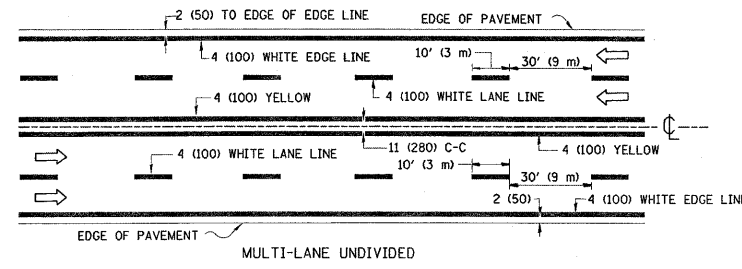 2 (50) TO EDGE OF EDGE LINE
EDGE OF PAVEMENT
4 (100) WHITE EDGE LINE
10' (3 m)
30' (9 m)
4 (100) YELLOW
4 (100) WHITE LANE LINE
CL
4 (100) WHITE LANE LINE
11 (280) C-C
4 (100) YELLOW
10' (3 m)
30' (9 m)
2 (50)
4 (100) WHITE EDGE LINE
EDGE OF PAVEMENT
MULTI-LANE UNDIVIDED